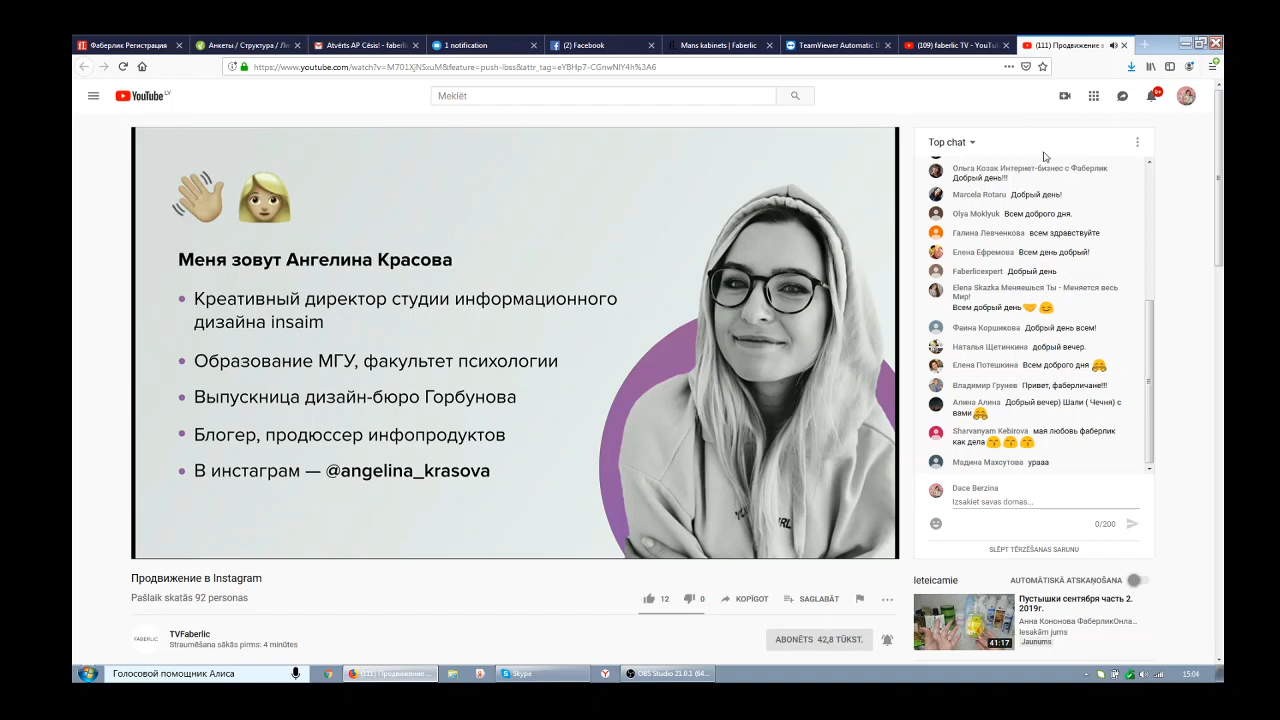 Фаберлик Регистрация
Анкеты / Структура / Ли
Atvērts AP Cēsis! - faberlic
1 notification
(2) Facebook
Mans kabinets | Faberlic
TeamViewer Automatic D
(109) faberlic TV - YouTu
(111) Продвижение в
https://www.youtube.com/watch?v=M701XjNSxuM&feature=push-lbss&attr_tag=eYBHp7-CGnwNlY4h%3A6
YouTube LV
Meklēt
9+
Меня зовут Ангелина Красова
Креативный директор студии информационного
дизайна insaim
Образование МГУ, факультет психологии
Выпускница дизайн-бюро Горбунова
Блогер, продюссер инфопродуктов
В инстаграм — @angelina_krasova
Top chat
Ольга Козак Интернет-бизнес с Фаберлик
Добрый день!!!
Marcela Rotaru Добрый день!
Olya Moklyuk Всем доброго дня.
Галина Левченкова всем здравствуйте
Елена Ефремова Всем день добрый!
Faberlicexpert Добрый день
Elena Skazka Меняешься Ты - Меняется весь
Мир!
Всем добрый день
Фаина Коршикова Добрый день всем!
Наталья Щетинкина добрый вечер.
Елена Потешкина Всем доброго дня
Владимир Грунев Привет, фаберличане!!!
Алина Алина Добрый вечер) Шали ( Чечня) с
вами
Sharvanyam Kebirova мая любовь фаберлик
как дела
Мадина Махсутова урааа
Dace Berzina
Izsakiet savas domas...
0/200
SLĒPT TĒRZĒŠANAS SARUNU
Продвижение в Instagram
Pašlaik skatās 92 personas
12
0
KOPĪGOT
SAGLABĀT
FABERLIC
TVFaberlic
Straumēšana sākās pirms: 4 minūtes
ABONĒTS 42,8 TŪKST.
Ieteicamie
AUTOMĀTISKĀ ATSKAŅOŠANA
Пустышки сентября часть 2.
2019г.
Анна Кононова ФаберликОнла...
Iesakām jums
Jaunums
41:17
Голосовой помощник Алиса
(111) Продвижение ...
Skype
OBS Studio 21.0.1 (64...
15:04